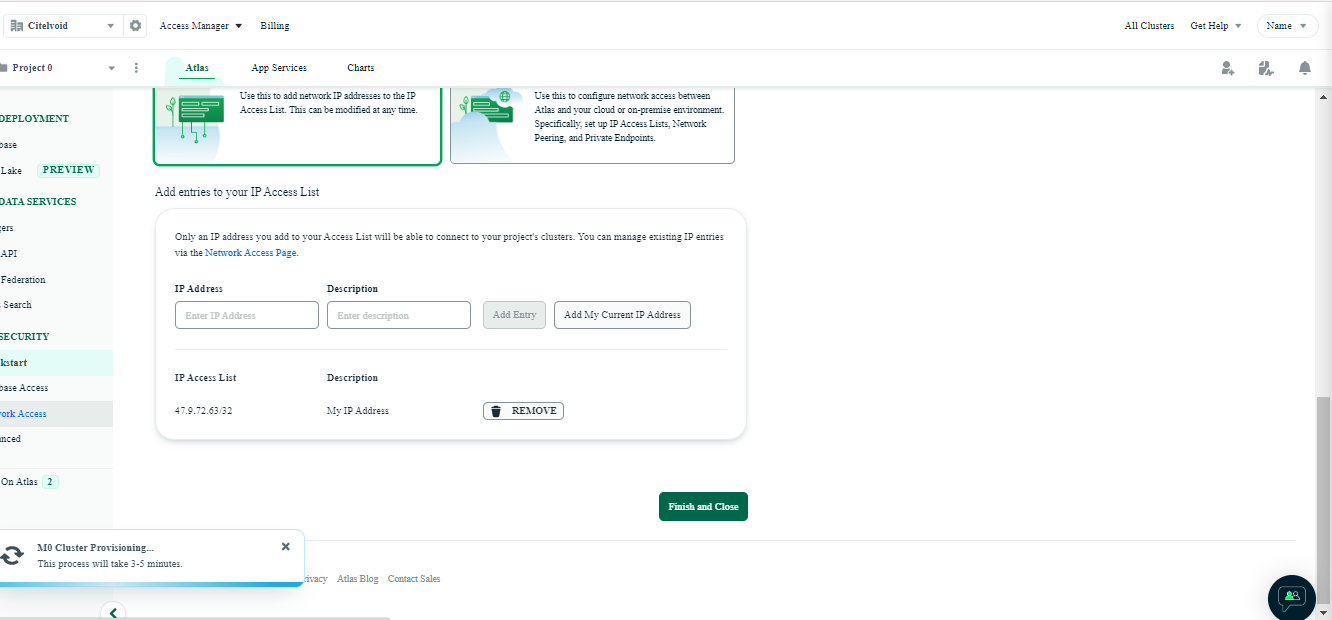 Citelvoid
Access Manager
Billing
All Clusters
Get Help
Name
Project 0
Atlas
App Services
Charts
DEPLOYMENT
base
Lake
PREVIEW
DATA SERVICES
gers
API
Federation
Search
SECURITY
kstart
base Access
ork Access
anced
On Atlas
2
Use this to add network IP addresses to the IP
Access List. This can be modified at any time.
Use this to configure network access between
Atlas and your cloud or on-premise environment.
Specifically, set up IP Access Lists, Network
Peering, and Private Endpoints.
Add entries to your IP Access List
Only an IP address you add to your Access List will be able to connect to your project's clusters. You can manage existing IP entries
via the Network Access Page.
IP Address
Description
Enter IP Address
Enter description
Add Entry
Add My Current IP Address
IP Access List
Description
47.9.72.63/32
My IP Address
REMOVE
Finish and Close
M0 Cluster Provisioning...
This process will take 3-5 minutes.
rivacy
Atlas Blog
Contact Sales